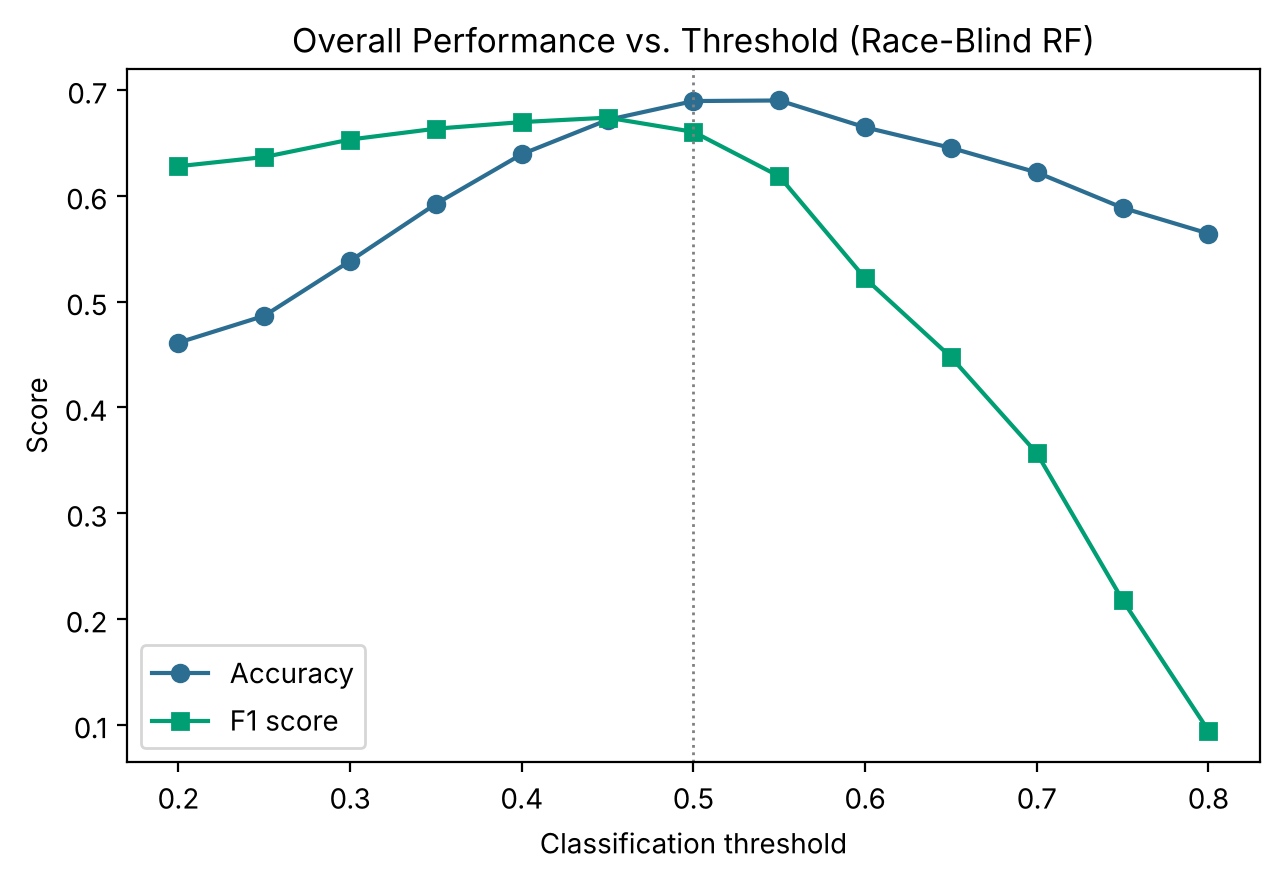 Overall Performance vs. Threshold (Race-Blind RF)
0.7
0.6
0.5
0.4
0.3
0.2
0.1
Score
Accuracy
F1 score
0.2 0.3 0.4 0.5 0.6 0.7 0.8
Classification threshold